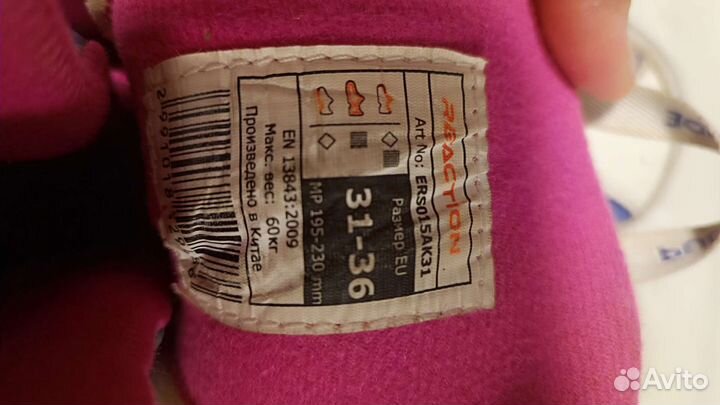 REACTION
Art No: ERS015AK31
Размер EU
31-36
MP 195-230 mm
EN 13843:2009
Макс. вес: 60кг
Произведено в Китае
Avito